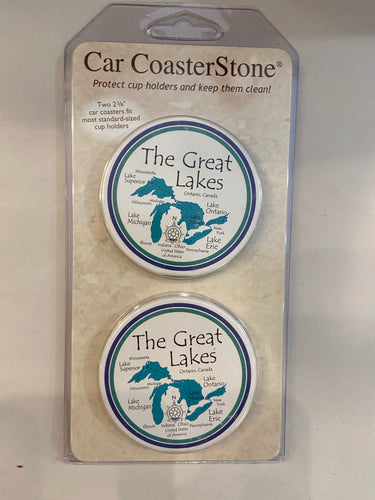 Car CoasterStone®
Protect cup holders and keep them clean!
Two 2⅝"
car coasters fit
most standard-sized
cup holders
The Great
Lakes
Minnesota
Lake
Superior
Ontario, Canada
Wisconsin
Michigan
Lake
Ontario
Lake
Michigan
N
New
York
Lake
Erie
Illinois
Indiana
Ohio
Pennsylvania
United States
of America
The Great
Lakes
Minnesota
Lake
Superior
Ontario, Canada
Wisconsin
Michigan
Lake
Ontario
Lake
Michigan
N
New
York
Lake
Erie
Illinois
Indiana
Ohio
Pennsylvania
United States
of America